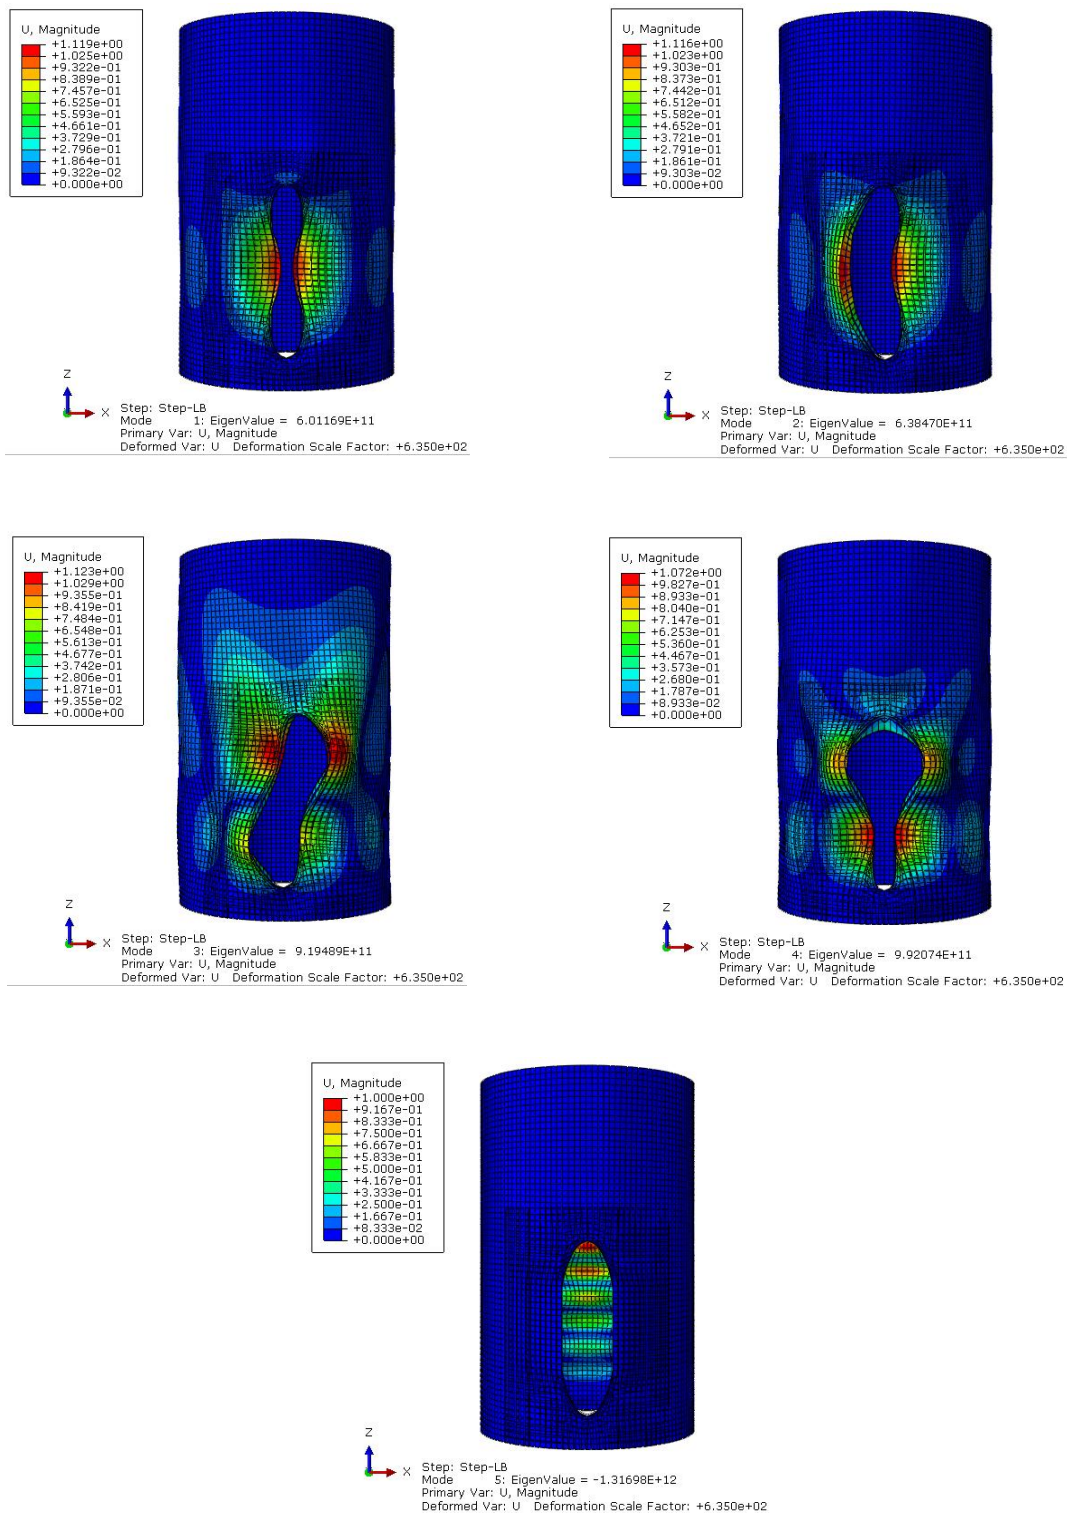 U, Magnitude
+1.119e+00
+1.025e+00
+9.322e-01
+8.389e-01
+7.457e-01
+6.525e-01
+5.593e-01
+4.661e-01
+3.729e-01
+2.796e-01
+1.864e-01
+9.322e-02
+0.000e+00
Z
X
Step: Step-LB
Mode 1: EigenValue = 6.01169E+11
Primary Var: U, Magnitude
Deformed Var: U Deformation Scale Factor: +6.350e+02
U, Magnitude
+1.116e+00
+1.023e+00
+9.303e-01
+8.373e-01
+7.442e-01
+6.512e-01
+5.582e-01
+4.652e-01
+3.721e-01
+2.791e-01
+1.861e-01
+9.303e-02
+0.000e+00
Z
X
Step: Step-LB
Mode 2: EigenValue = 6.38470E+11
Primary Var: U, Magnitude
Deformed Var: U Deformation Scale Factor: +6.350e+02
U, Magnitude
+1.123e+00
+1.029e+00
+9.355e-01
+8.419e-01
+7.484e-01
+6.548e-01
+5.613e-01
+4.677e-01
+3.742e-01
+2.806e-01
+1.871e-01
+9.355e-02
+0.000e+00
Z
X
Step: Step-LB
Mode 3: EigenValue = 9.19489E+11
Primary Var: U, Magnitude
Deformed Var: U Deformation Scale Factor: +6.350e+02
U, Magnitude
+1.072e+00
+9.827e-01
+8.933e-01
+8.040e-01
+7.147e-01
+6.253e-01
+5.360e-01
+4.467e-01
+3.573e-01
+2.680e-01
+1.787e-01
+8.933e-02
+0.000e+00
Z
X
Step: Step-LB
Mode 4: EigenValue = 9.92074E+11
Primary Var: U, Magnitude
Deformed Var: U Deformation Scale Factor: +6.350e+02
U, Magnitude
+1.000e+00
+9.167e-01
+8.333e-01
+7.500e-01
+6.667e-01
+5.833e-01
+5.000e-01
+4.167e-01
+3.333e-01
+2.500e-01
+1.667e-01
+8.333e-02
+0.000e+00
Z
X
Step: Step-LB
Mode 5: EigenValue = -1.31698E+12
Primary Var: U, Magnitude
Deformed Var: U Deformation Scale Factor: +6.350e+02